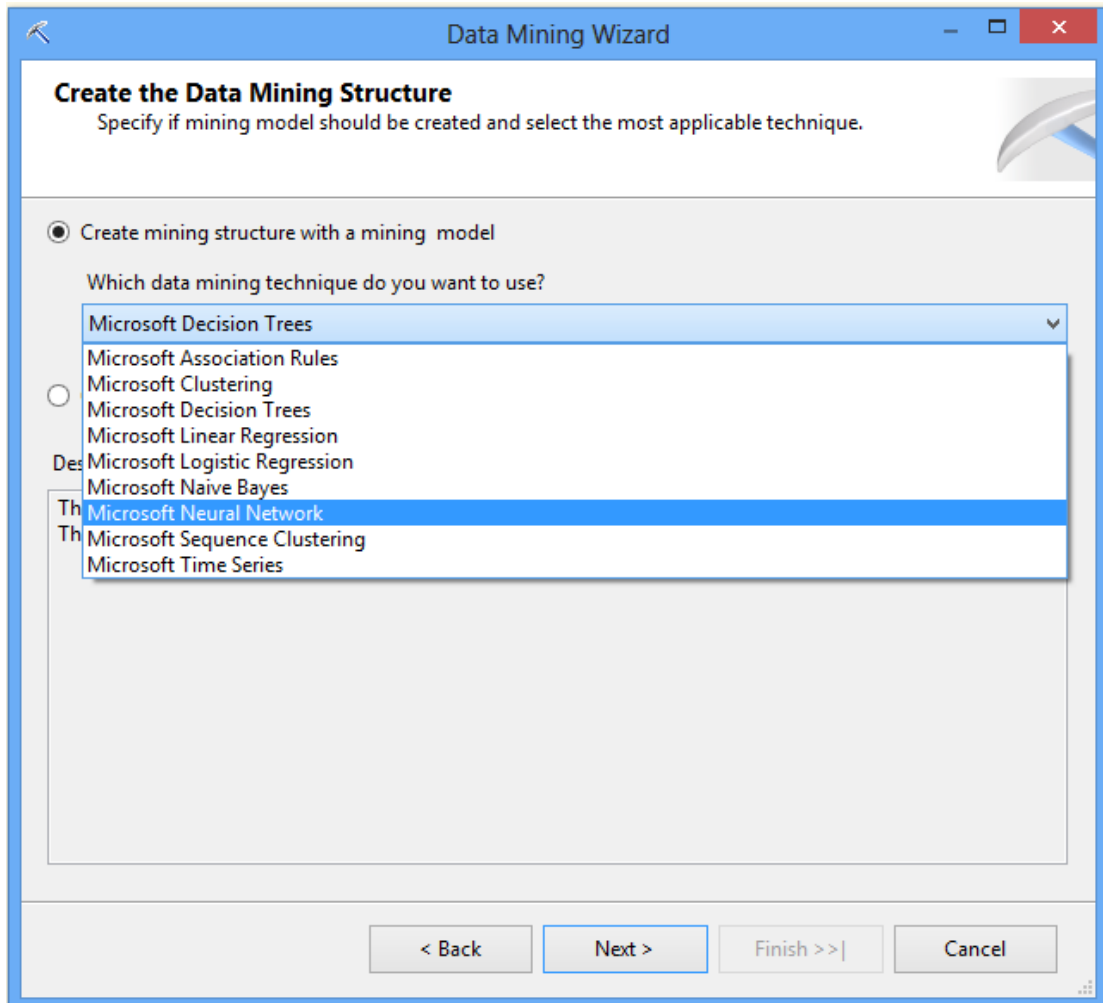 Data Mining Wizard
Create the Data Mining Structure
Specify if mining model should be created and select the most applicable technique.
Create mining structure with a mining  model
Which data mining technique do you want to use?
Microsoft Decision Trees
Microsoft Association Rules
Microsoft Clustering
Microsoft Decision Trees
Microsoft Linear Regression
Microsoft Logistic Regression
Des
Microsoft Naive Bayes
Th Microsoft Neural Network
Th Microsoft Sequence Clustering
Microsoft Time Series
< Back Next > Finish >>| Cancel